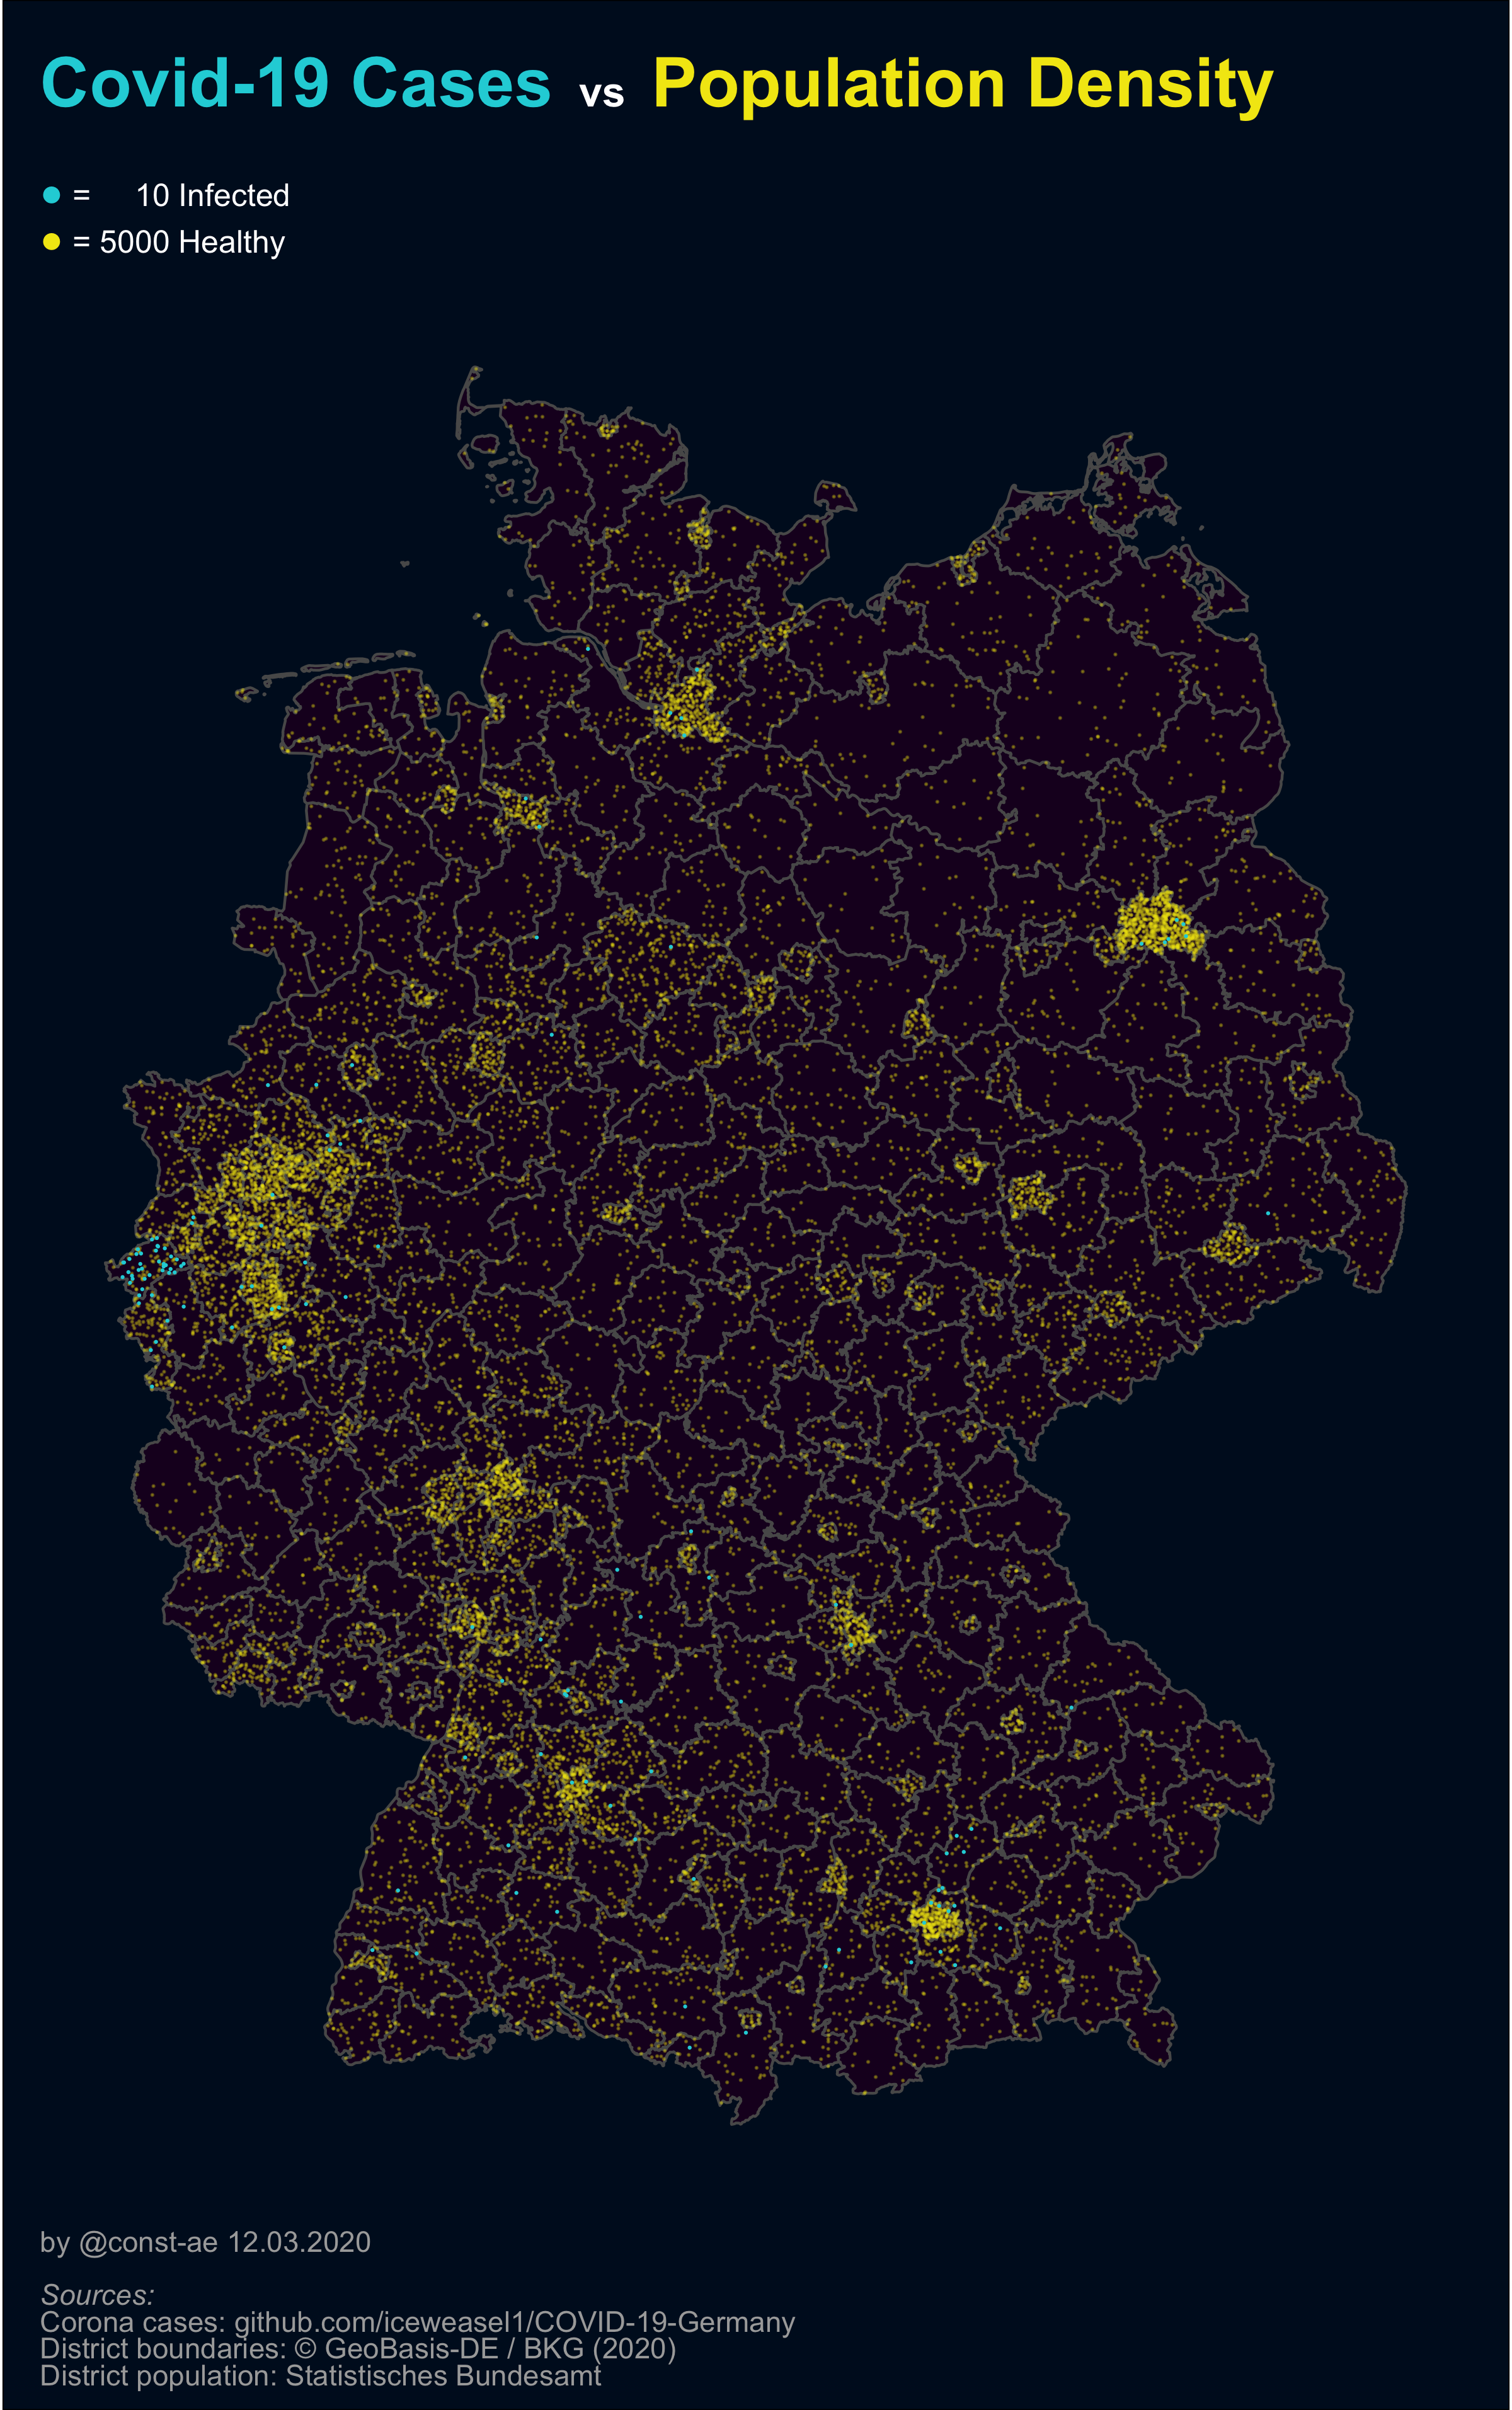 Covid-19 Cases vs Population Density
= 10 Infected
= 5000 Healthy
by @const-ae 12.03.2020
Sources:
Corona cases: github.com/iceweasel1/COVID-19-Germany
District boundaries: © GeoBasis-DE / BKG (2020)
District population: Statistisches Bundesamt